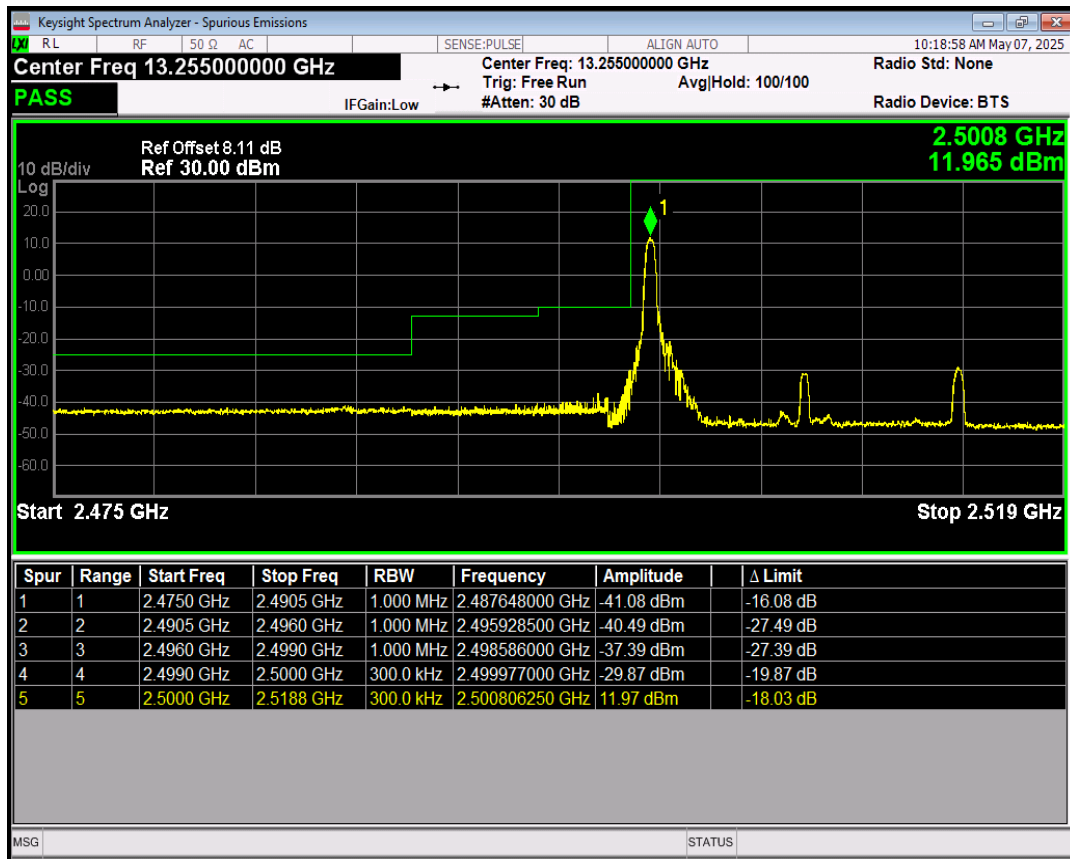 Keysight Spectrum Analyzer - Spurious Emissions
LXI RL RF 50 Ω AC SENSE:PULSE ALIGN AUTO 10:18:58 AM May 07, 2025
Center Freq 13.255000000 GHz Center Freq: 13.255000000 GHz Radio Std: None
Trig: Free Run Avg|Hold: 100/100
PASS IFGain:Low #Atten: 30 dB Radio Device: BTS
2.5008 GHz
Ref Offset 8.11 dB
10 dB/div Ref 30.00 dBm 11.965 dBm
Log
1
20.0
10.0
0.00
-10.0
-20.0
-30.0
-40.0
-50.0
-60.0
Start 2.475 GHz Stop 2.519 GHz
Spur Range Start Freq Stop Freq RBW Frequency Amplitude Δ Limit
1 1 2.4750 GHz 2.4905 GHz 1.000 MHz 2.487648000 GHz -41.08 dBm -16.08 dB
2 2 2.4905 GHz 2.4960 GHz 1.000 MHz 2.495928500 GHz -40.49 dBm -27.49 dB
3 3 2.4960 GHz 2.4990 GHz 1.000 MHz 2.498586000 GHz -37.39 dBm -27.39 dB
4 4 2.4990 GHz 2.5000 GHz 300.0 kHz 2.499977000 GHz -29.87 dBm -19.87 dB
5 5 2.5000 GHz 2.5188 GHz 300.0 kHz 2.500806250 GHz 11.97 dBm -18.03 dB
MSG STATUS